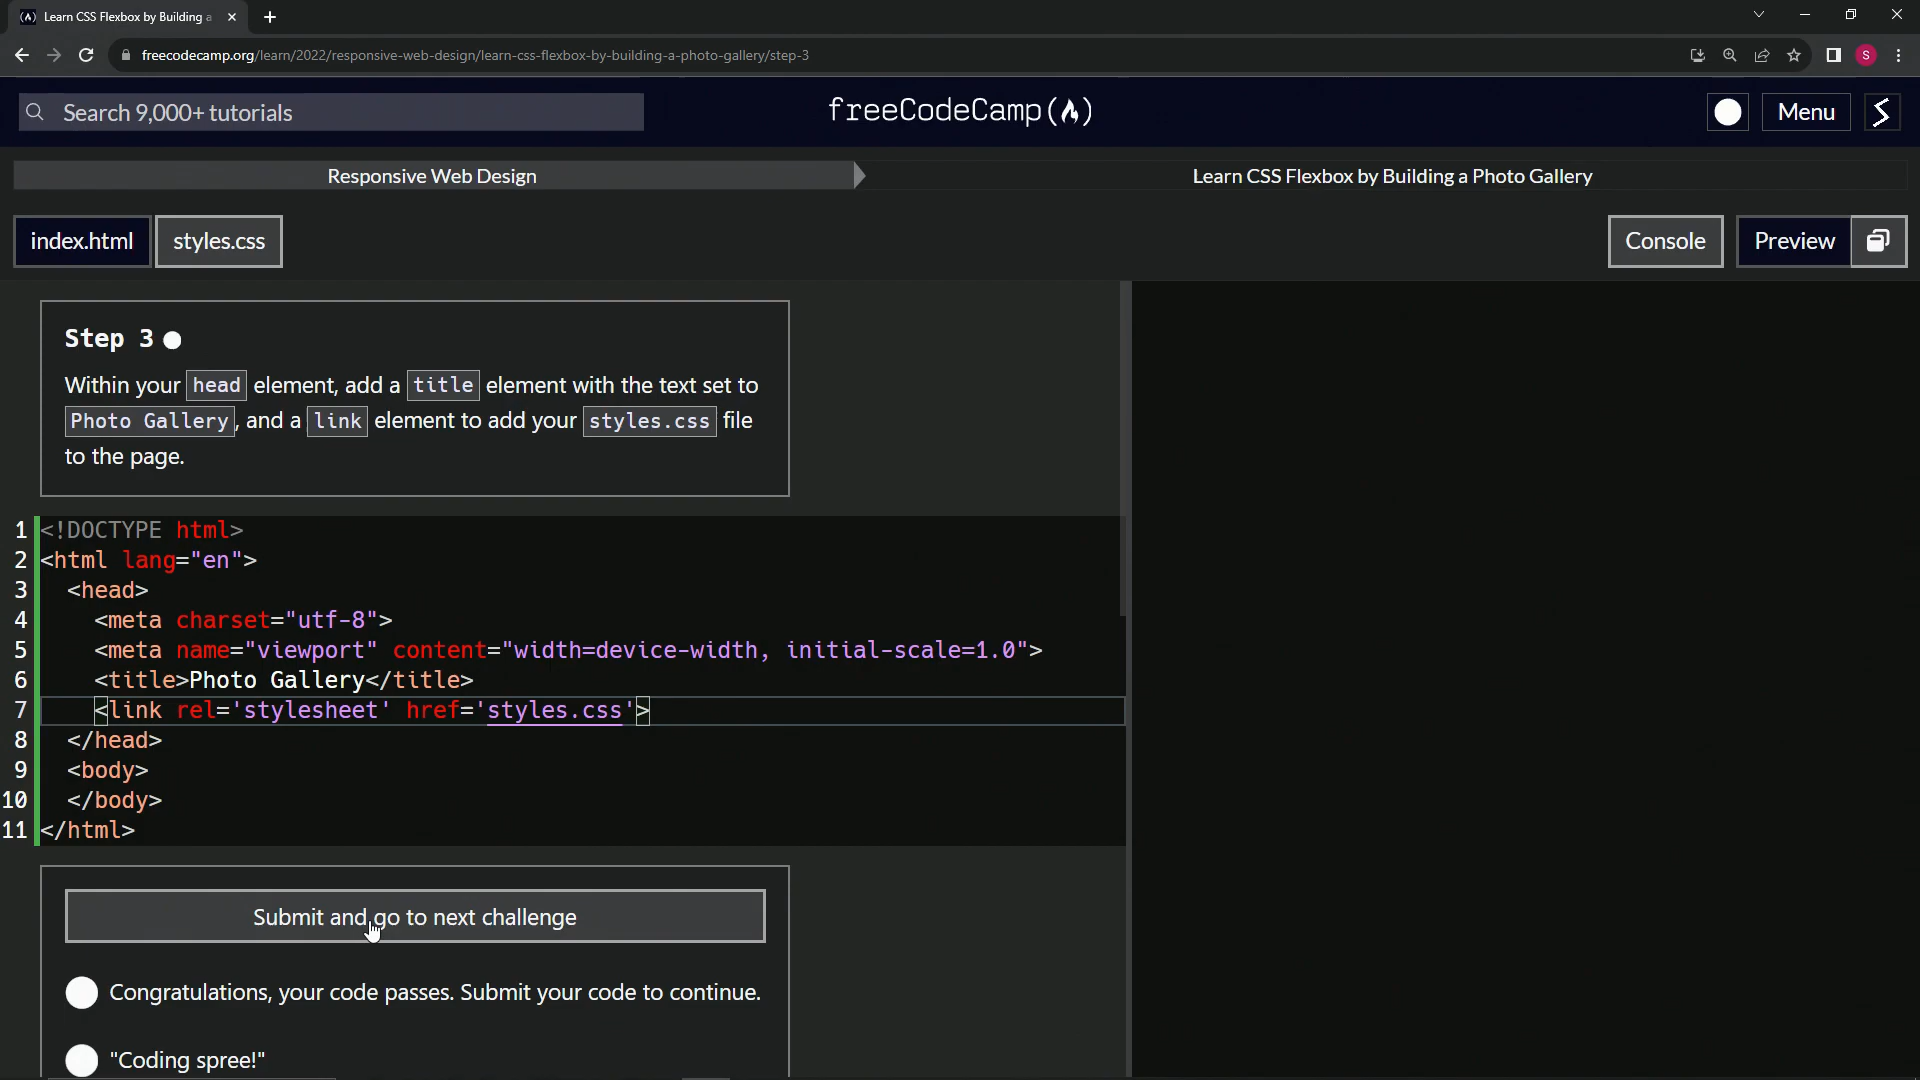 Learn CSS Flexbox by Building a
freecodecamp.org/learn/2022/responsive-web-design/learn-css-flexbox-by-building-a-photo-gallery/step-3
S
Search 9,000+ tutorials
freeCodeCamp
Menu
Responsive Web Design
Learn CSS Flexbox by Building a Photo Gallery
index.html
styles.css
Console
Preview
Step 3
Within your head element, add a title element with the text set to
Photo Gallery, and a link element to add your styles.css file
to the page.
1 <!DOCTYPE html>
2 <html lang="en">
3 <head>
4 <meta charset="utf-8">
5 <meta name="viewport" content="width=device-width, initial-scale=1.0">
6 <title>Photo Gallery</title>
7 <link rel='stylesheet' href='styles.css'>
8 </head>
9 <body>
10 </body>
11 </html>
Submit and go to next challenge
Congratulations, your code passes. Submit your code to continue.
"Coding spree!"